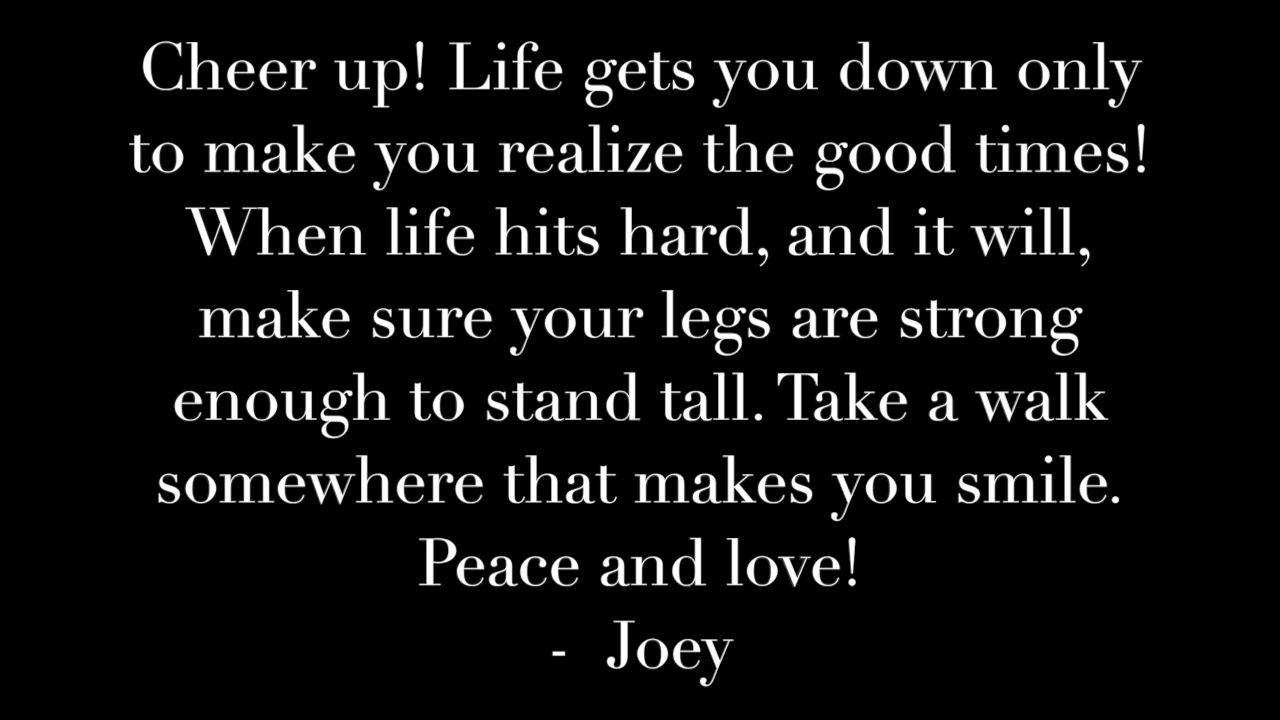 Cheer up! Life gets you down only
to make you realize the good times!
When life hits hard, and it will,
make sure your legs are strong
enough to stand tall. Take a walk
somewhere that makes you smile.
Peace and love!
- Joey